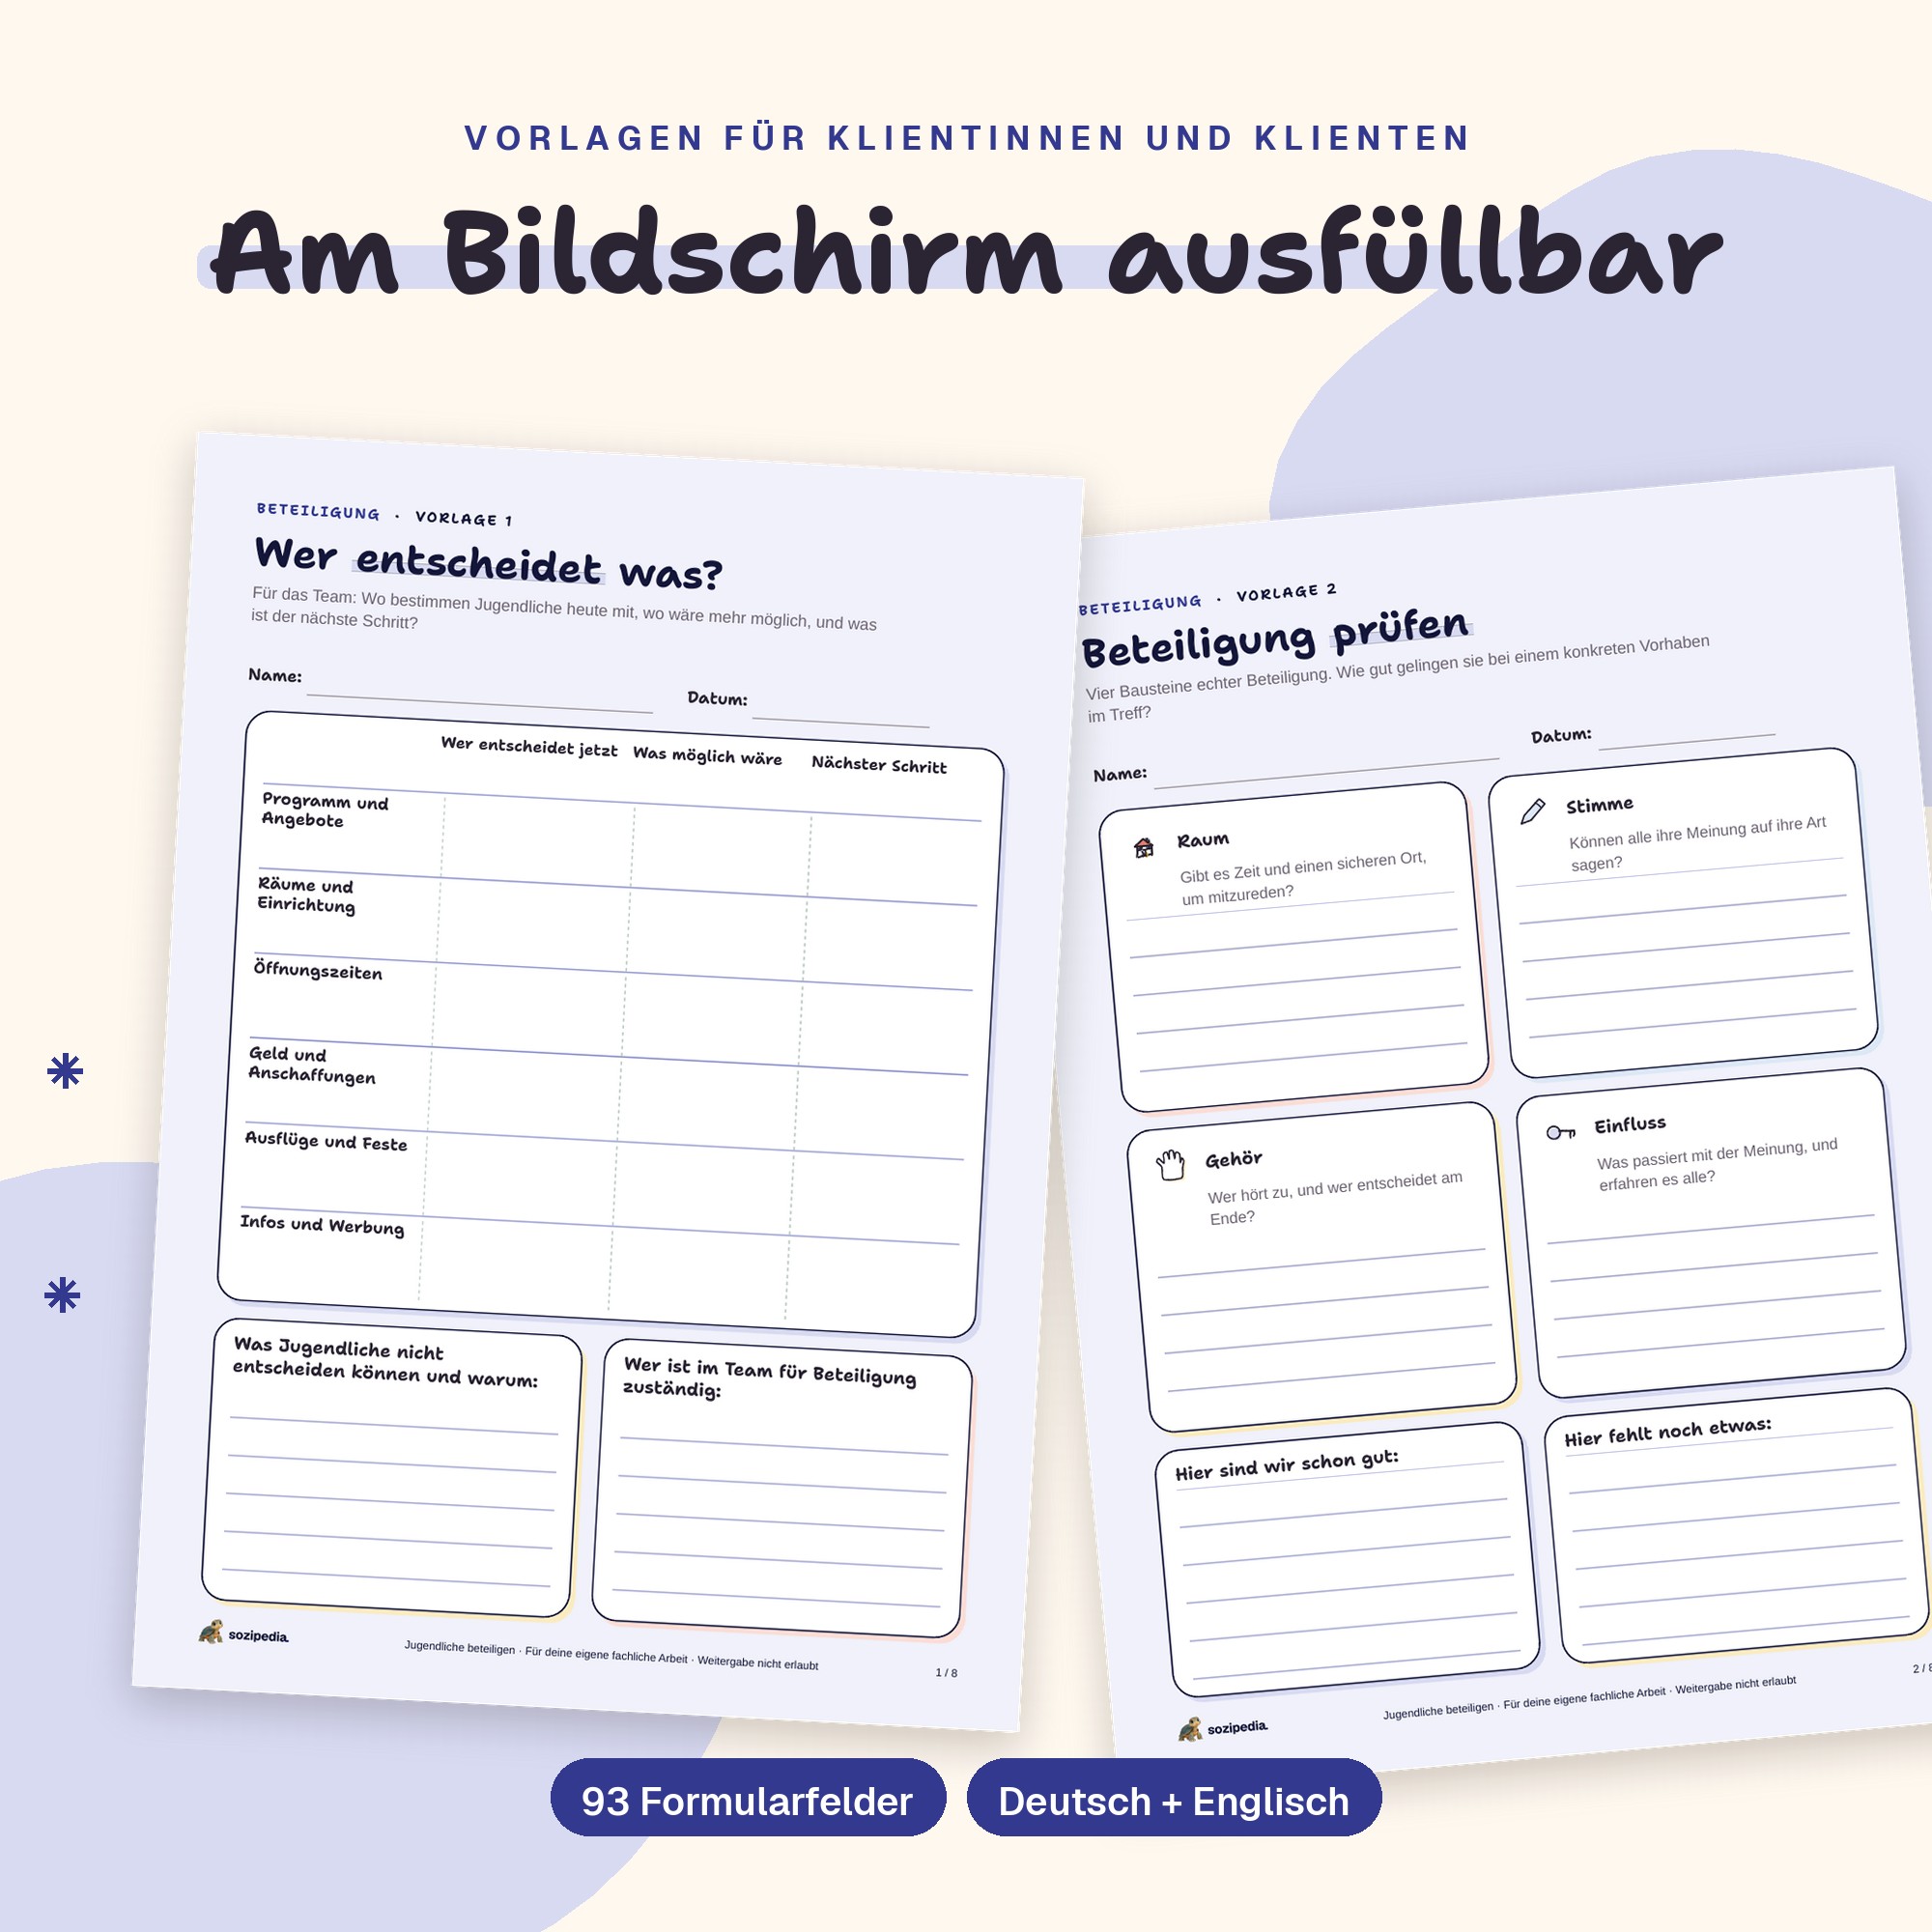 VORLAGEN FÜR KLIENTINNEN UND KLIENTEN
Am Bildschirm ausfüllbar
BETEILIGUNG · VORLAGE 1
Wer entscheidet was?
Für das Team: Wo bestimmen Jugendliche heute mit, wo wäre mehr möglich, und was
ist der nächste Schritt?
Name:
Datum:
Wer entscheidet jetzt
Was möglich wäre
Nächster Schritt
Programm und
Angebote
Räume und
Einrichtung
Öffnungszeiten
Geld und
Anschaffungen
Ausflüge und Feste
Infos und Werbung
Was Jugendliche nicht
entscheiden können und warum:
Wer ist im Team für Beteiligung
zuständig:
sozipedia.
Jugendliche beteiligen · Für deine eigene fachliche Arbeit · Weitergabe nicht erlaubt
1 / 8
BETEILIGUNG · VORLAGE 2
Beteiligung prüfen
Vier Bausteine echter Beteiligung. Wie gut gelingen sie bei einem konkreten Vorhaben
im Treff?
Name:
Datum:
Raum
Gibt es Zeit und einen sicheren Ort,
um mitzureden?
Stimme
Können alle ihre Meinung auf ihre Art
sagen?
Gehör
Wer hört zu, und wer entscheidet am
Ende?
Einfluss
Was passiert mit der Meinung, und
erfahren es alle?
Hier sind wir schon gut:
Hier fehlt noch etwas:
sozipedia.
Jugendliche beteiligen · Für deine eigene fachliche Arbeit · Weitergabe nicht erlaubt
2 / 8
93 Formularfelder
Deutsch + Englisch